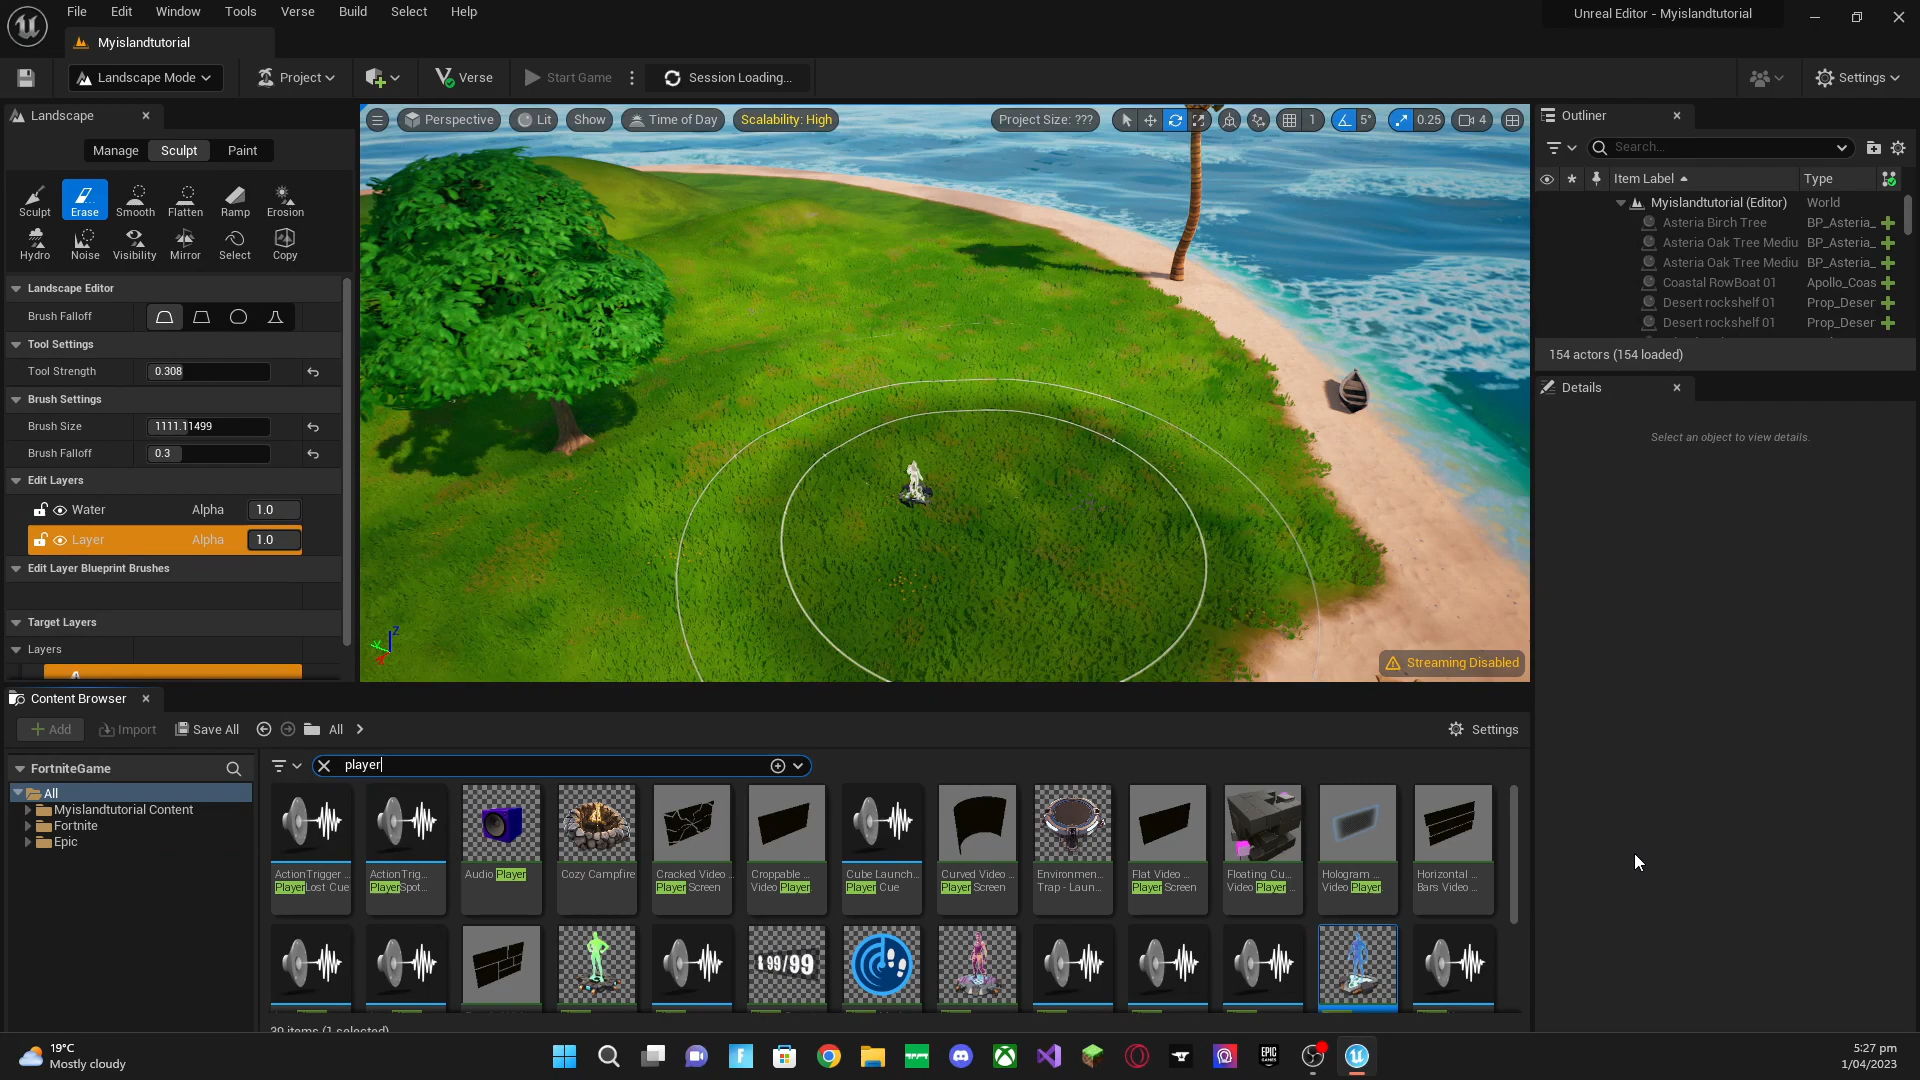 File Edit Window Tools Verse Build Select Help
Unreal Editor - Myislandtutorial
Myislandtutorial
Landscape Mode Project Verse Start Game Session Loading... Settings
Landscape
Manage Sculpt Paint
Sculpt Erase Smooth Flatten Ramp Erosion
Hydro Noise Visibility Mirror Select Copy
Landscape Editor
Brush Falloff
Tool Settings
Tool Strength 0.308
Brush Settings
Brush Size 1111.11499
Brush Falloff 0.3
Edit Layers
Water Alpha 1.0
Layer Alpha 1.0
Edit Layer Blueprint Brushes
Target Layers
Layers
Perspective Lit Show Time of Day Scalability: High Project Size: ??? 1 5° 0.25 4
Z
Y
Streaming Disabled
Outliner
Search...
Item Label Type
Myislandtutorial (Editor) World
Asteria Birch Tree BP_Asteria_
Asteria Oak Tree Mediu BP_Asteria_
Asteria Oak Tree Mediu BP_Asteria_
Coastal RowBoat 01 Apollo_Coas
Desert rockshelf 01 Prop_Deser
Desert rockshelf 01 Prop_Deser
154 actors (154 loaded)
Details
Select an object to view details.
Content Browser
Add Import Save All All Settings
FortniteGame
All
Myislandtutorial Content
Fortnite
Epic
player
ActionTrigger ...
PlayerLost Cue
ActionTrig...
PlayerSpot...
Audio Player
Cozy Campfire
Cracked Video ...
Player Screen
Croppable ...
Video Player
Cube Launch...
Player Cue
Curved Video ...
Player Screen
Environmen...
Trap - Laun...
Flat Video ...
Player Screen
Floating Cu...
Video Player ...
Hologram ...
Video Player
Horizontal ...
Bars Video ...
99/99
19°C
Mostly cloudy
EPIC
GAMES
5:27 pm
1/04/2023